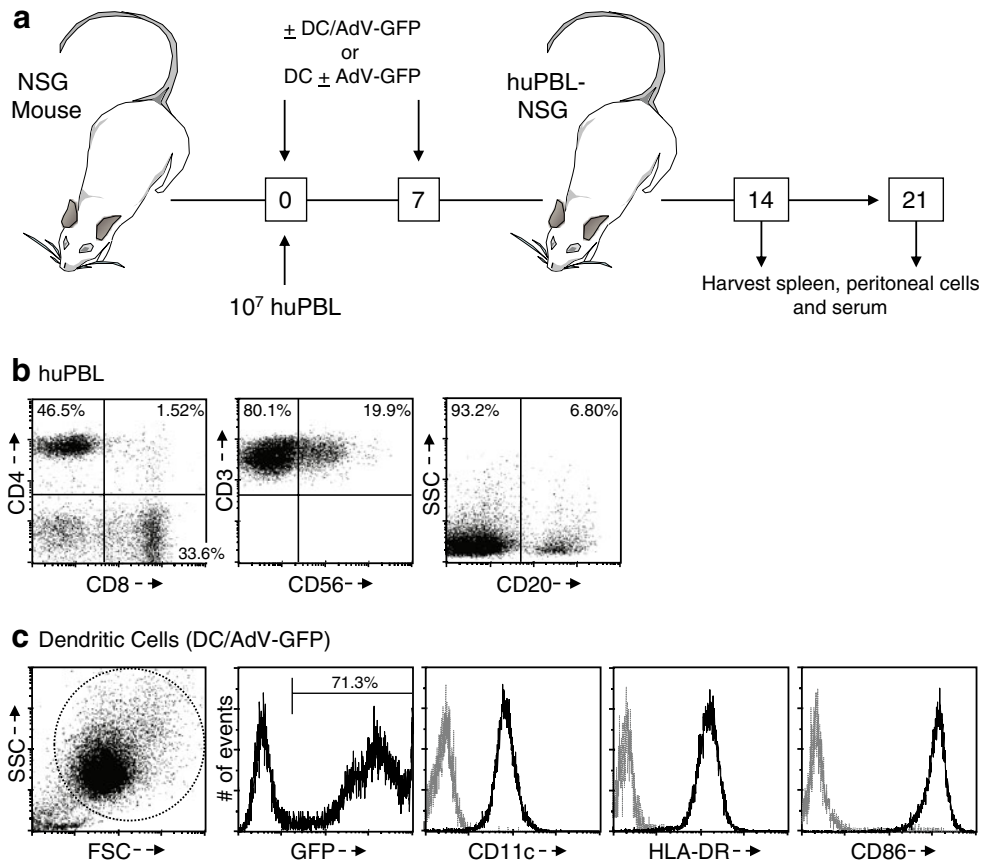 a
± DC/AdV-GFP
or
DC ± AdV-GFP
NSG
Mouse
huPBL-
NSG
0
7
14
21
10⁷ huPBL
Harvest spleen, peritoneal cells
and serum
b huPBL
46.5%
1.52%
33.6%
CD4
CD8
80.1%
19.9%
CD3
CD56
93.2%
6.80%
SSC
CD20
c Dendritic Cells (DC/AdV-GFP)
SSC
FSC
71.3%
# of events
GFP
CD11c
HLA-DR
CD86